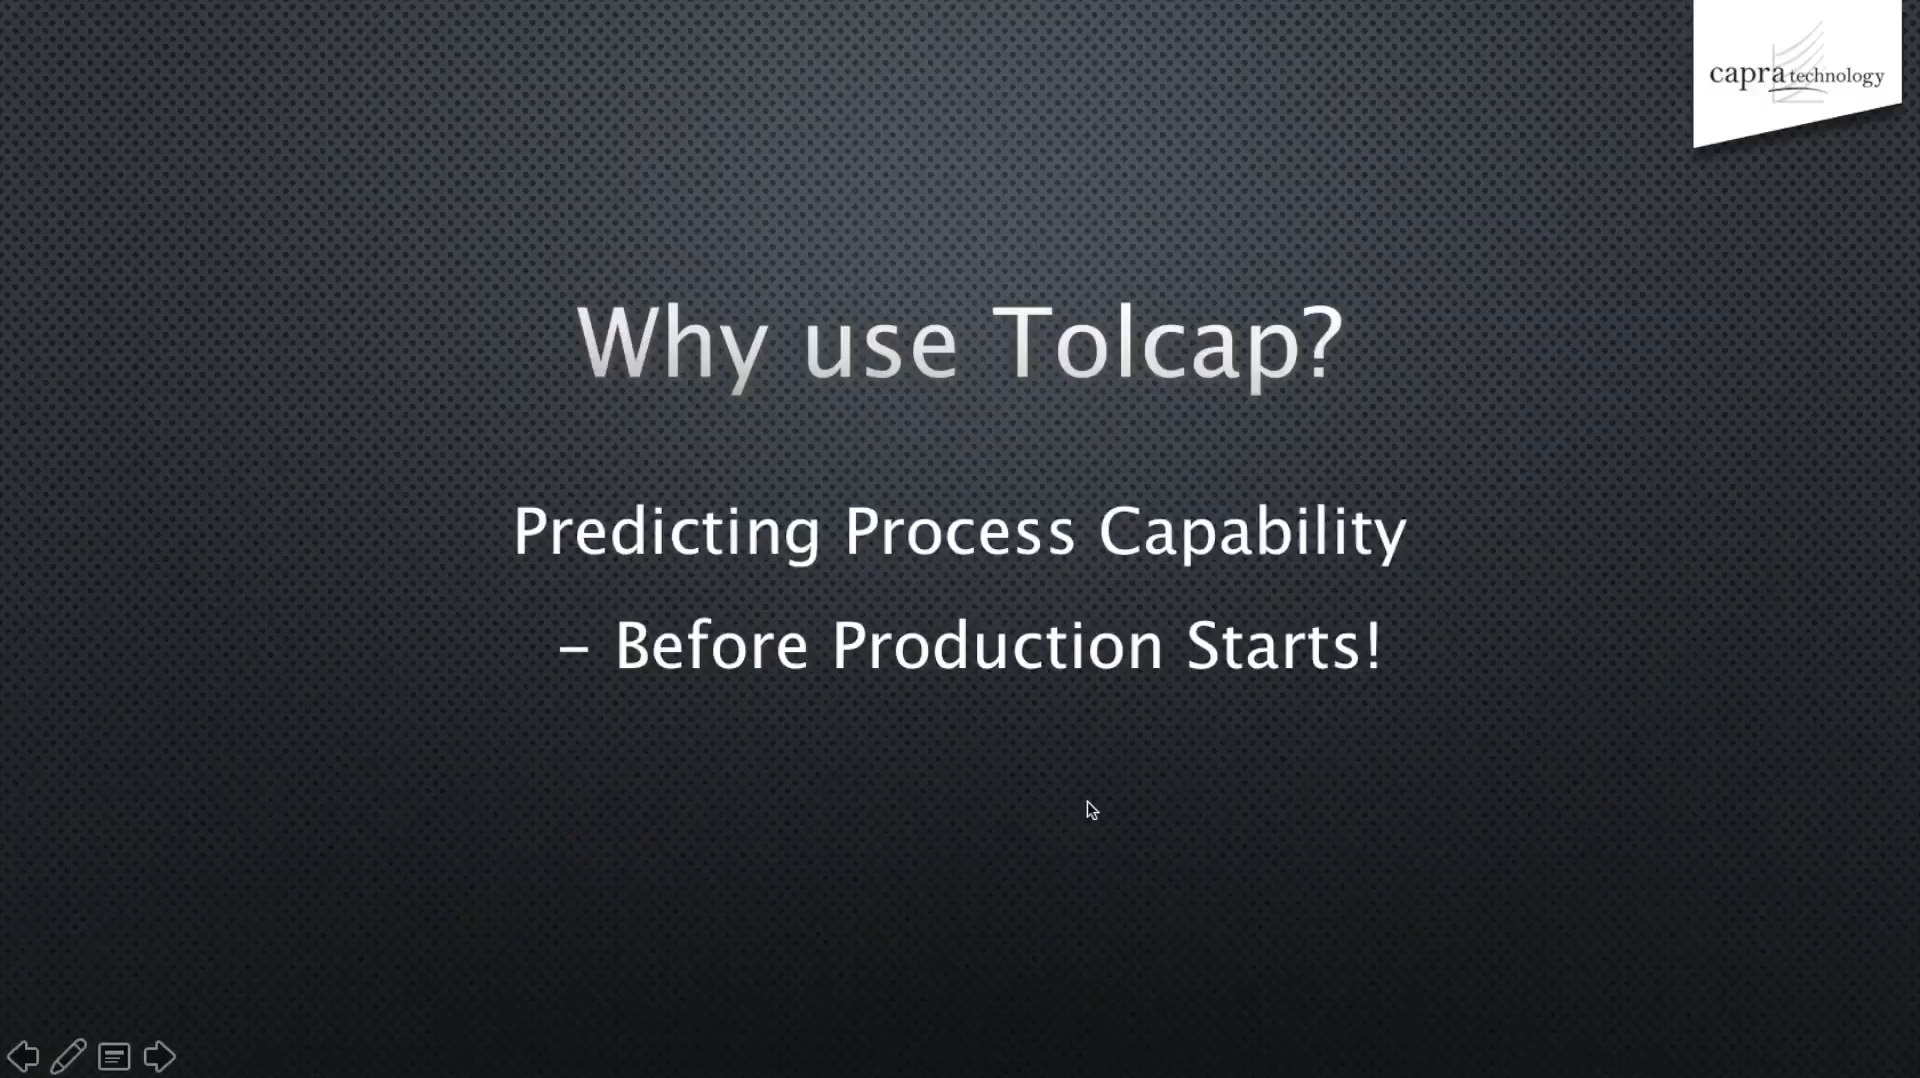 capra technology
Why use Tolcap?
Predicting Process Capability
– Before Production Starts!